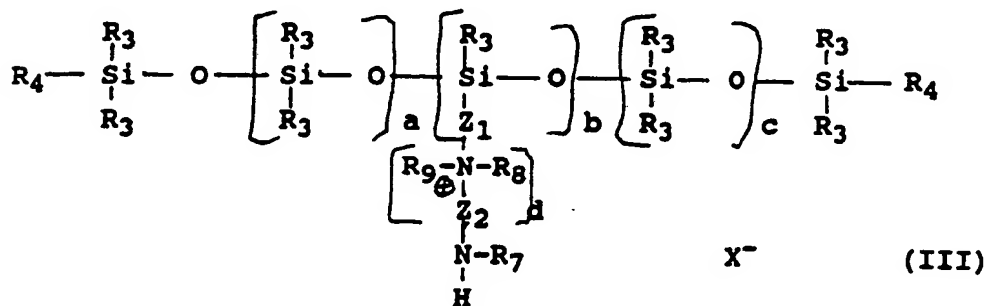 R3 R3 R3 R3 R3
R4 — Si — O — [ Si — O ]a [ Si — O ]b ( Si — O )c — Si — R4
R3 R3 Z1 R3 R3
[ R9 — N⊕ — R8
Z2 ]d
N — R7 X⁻ (III)
H